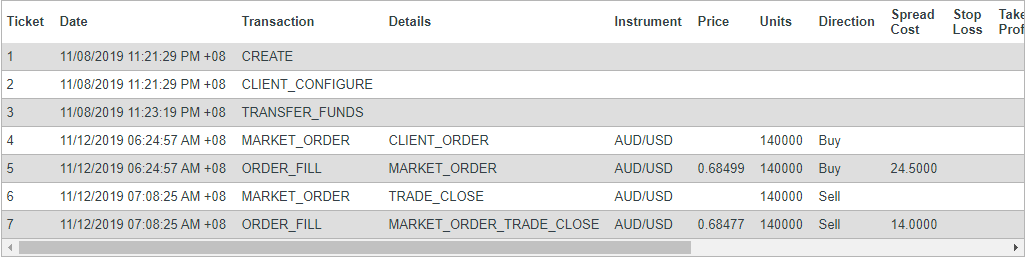 Ticket Date Transaction Details Instrument Price Units Direction Spread Cost Stop Loss Take Prof
1 11/08/2019 11:21:29 PM +08 CREATE
2 11/08/2019 11:21:29 PM +08 CLIENT_CONFIGURE
3 11/08/2019 11:23:19 PM +08 TRANSFER_FUNDS
4 11/12/2019 06:24:57 AM +08 MARKET_ORDER CLIENT_ORDER AUD/USD 140000 Buy
5 11/12/2019 06:24:57 AM +08 ORDER_FILL MARKET_ORDER AUD/USD 0.68499 140000 Buy 24.5000
6 11/12/2019 07:08:25 AM +08 MARKET_ORDER TRADE_CLOSE AUD/USD 140000 Sell
7 11/12/2019 07:08:25 AM +08 ORDER_FILL MARKET_ORDER_TRADE_CLOSE AUD/USD 0.68477 140000 Sell 14.0000